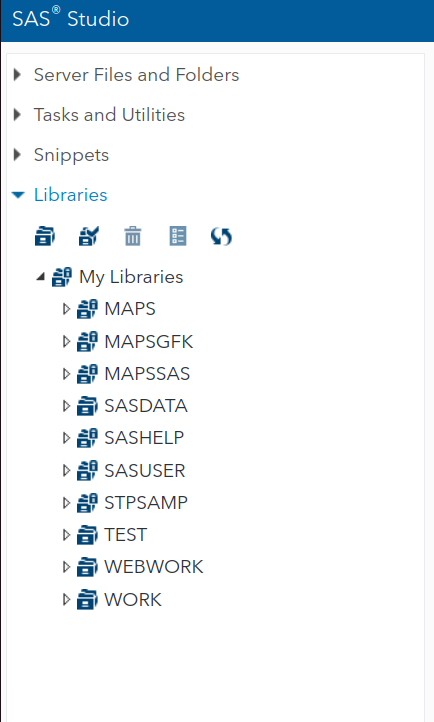 SAS® Studio
Server Files and Folders
Tasks and Utilities
Snippets
Libraries
My Libraries
MAPS
MAPSGFK
MAPSSAS
SASDATA
SASHELP
SASUSER
STPSAMP
TEST
WEBWORK
WORK